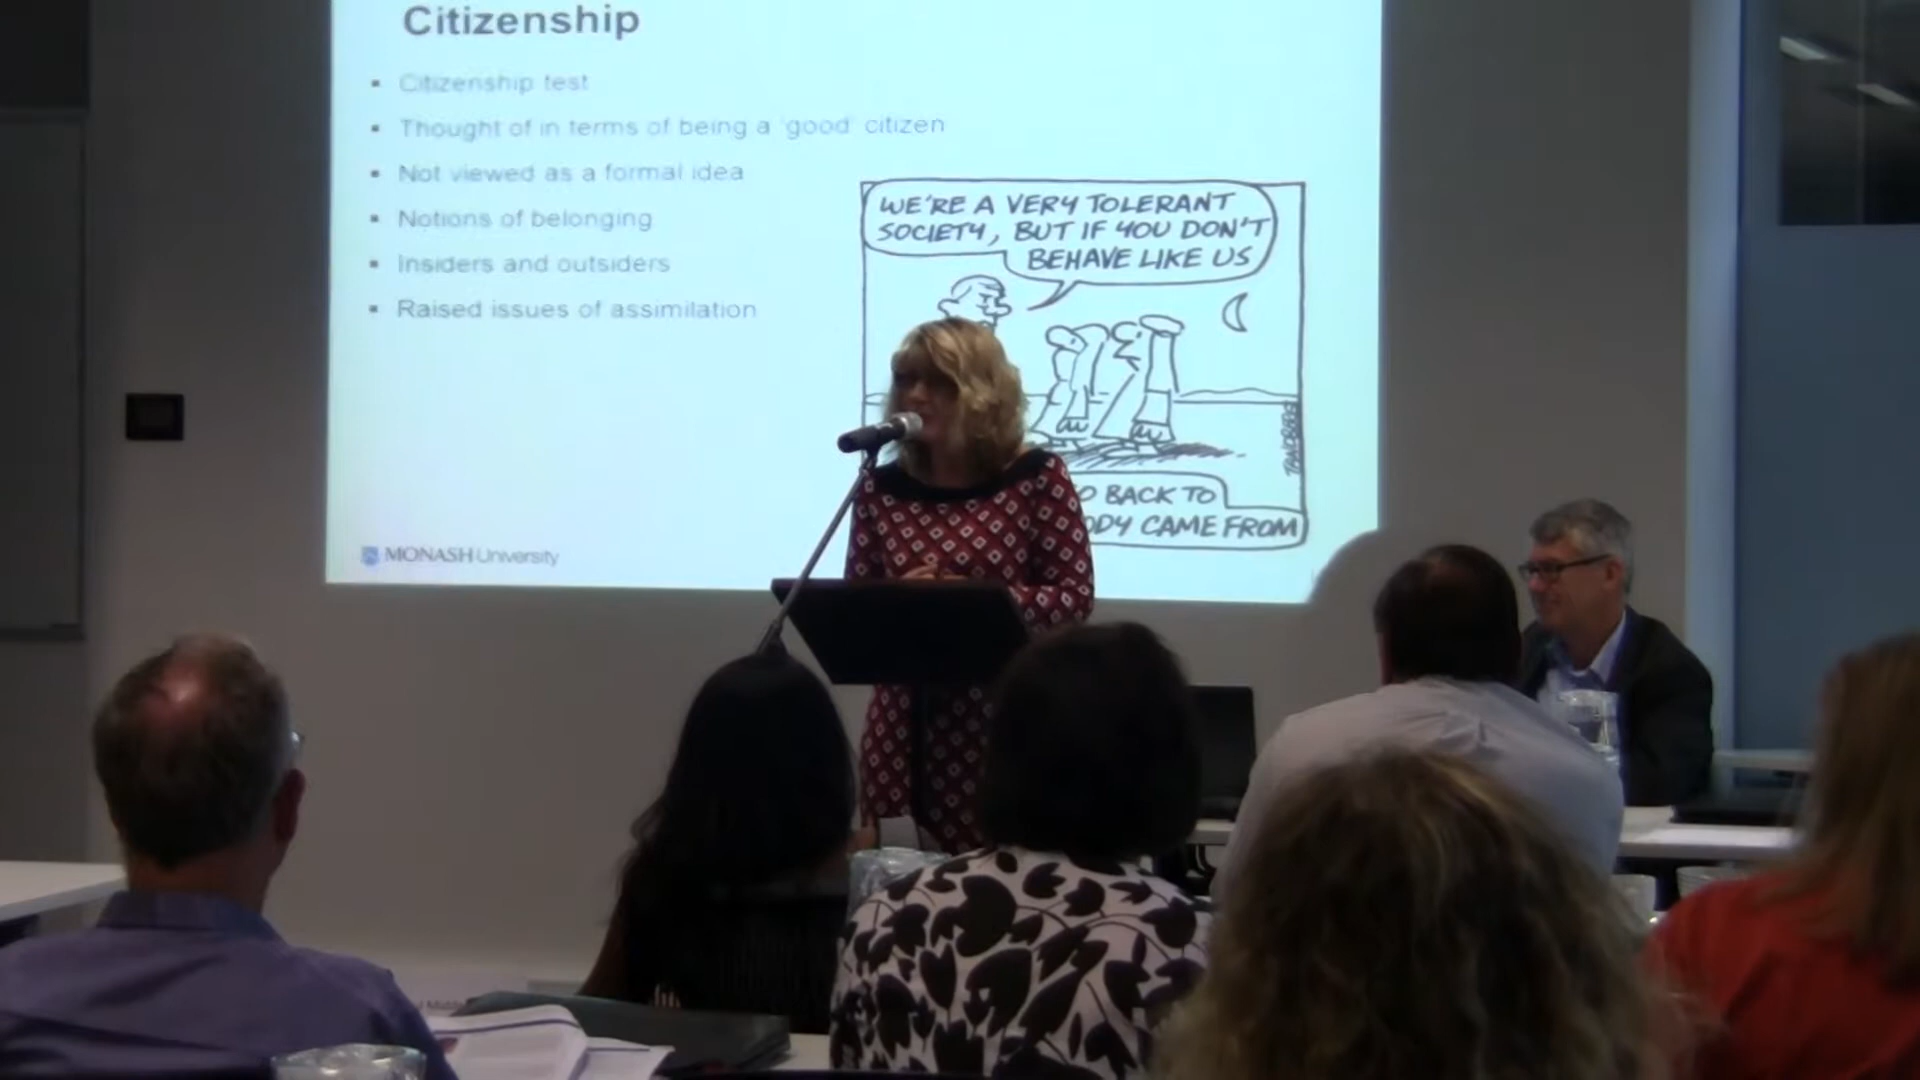 Citizenship
Citizenship test
Thought of in terms of being a 'good' citizen
Not viewed as a formal idea
Notions of belonging
Insiders and outsiders
Raised issues of assimilation
WE'RE A VERY TOLERANT
SOCIETY, BUT IF YOU DON'T
BEHAVE LIKE US
TANDBERG
BACK TO
CAME FROM
MONASH University